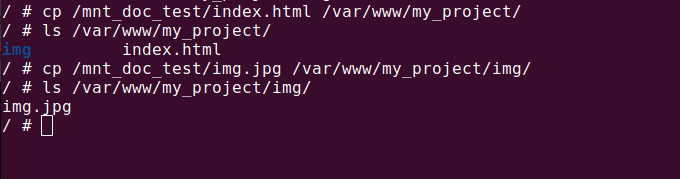 / # cp /mnt_doc_test/index.html /var/www/my_project/
/ # ls /var/www/my_project/
img         index.html
/ # cp /mnt_doc_test/img.jpg /var/www/my_project/img/
/ # ls /var/www/my_project/img/
img.jpg
/ #